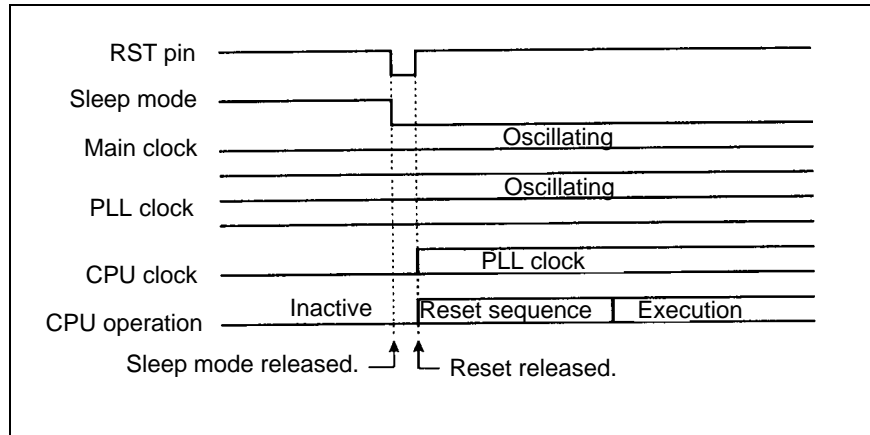 RST pin
Sleep mode
Oscillating
Main clock
Oscillating
PLL clock
PLL clock
CPU clock
Inactive Reset sequence Execution
CPU operation
Sleep mode released. Reset released.